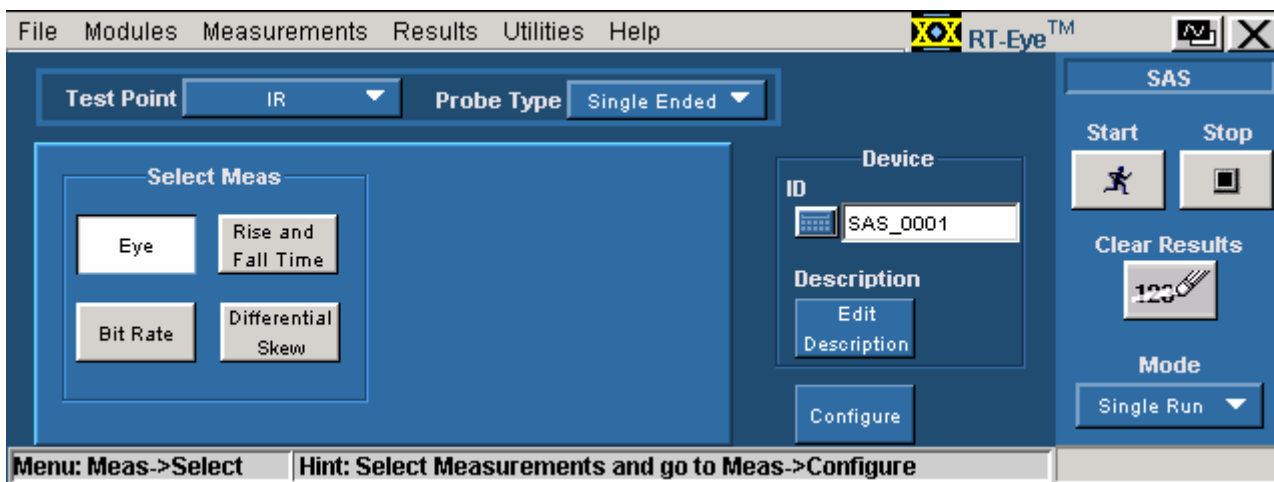 File Modules Measurements Results Utilities Help RT-Eye™
Test Point IR Probe Type Single Ended
Select Meas
Eye
Rise and
Fall Time
Bit Rate
Differential
Skew
Device
ID
SAS_0001
Description
Edit
Description
Configure
SAS
Start Stop
Clear Results
123
Mode
Single Run
Menu: Meas->Select Hint: Select Measurements and go to Meas->Configure